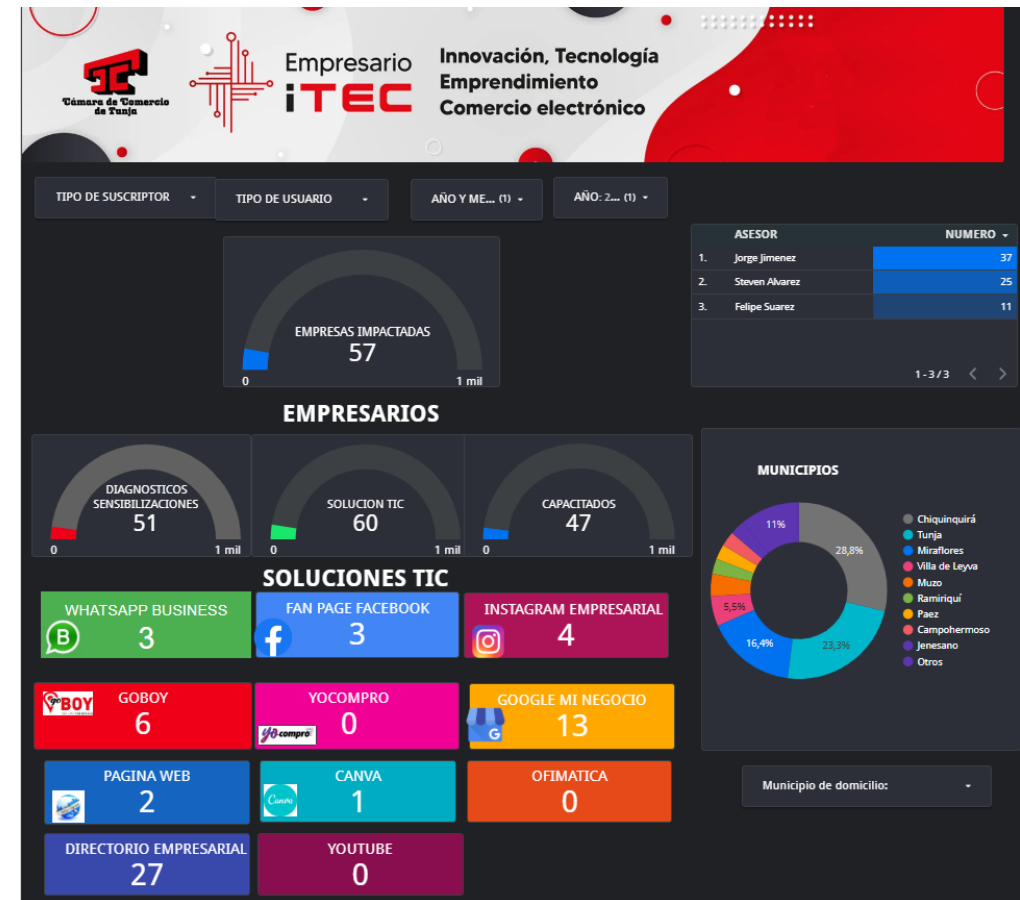 Cámara de Comercio
de Tunja
Empresario
iTEC
Innovación, Tecnología
Emprendimiento
Comercio electrónico
TIPO DE SUSCRIPTOR
TIPO DE USUARIO
AÑO Y ME... (1)
AÑO: 2... (1)
ASESOR NUMERO
1. Jorge Jimenez 37
2. Steven Alvarez 25
3. Felipe Suarez 11
1-3/3
EMPRESAS IMPACTADAS
57
0 1 mil
EMPRESARIOS
DIAGNOSTICOS
SENSIBILIZACIONES
51
0 1 mil
SOLUCION TIC
60
0 1 mil
CAPACITADOS
47
0 1 mil
MUNICIPIOS
11%
28,8%
5,5%
16,4%
23,3%
Chiquinquirá
Tunja
Miraflores
Villa de Leyva
Muzo
Ramiriquí
Paez
Campohermoso
Jenesano
Otros
SOLUCIONES TIC
WHATSAPP BUSINESS
B
3
FAN PAGE FACEBOOK
f
3
INSTAGRAM EMPRESARIAL
4
GOBOY
goBOY
6
YOCOMPRO
yo compro
0
GOOGLE MI NEGOCIO
G
13
PAGINA WEB
2
CANVA
Canva
1
OFIMATICA
0
Municipio de domicilio:
DIRECTORIO EMPRESARIAL
27
YOUTUBE
0